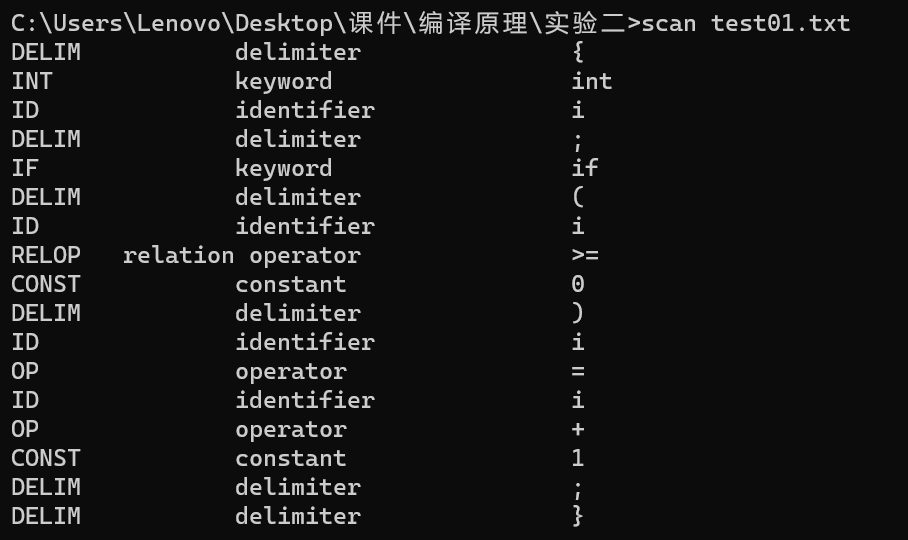 C:\Users\Lenovo\Desktop\课件\编译原理\实验二>scan test01.txt
DELIM delimiter {
INT keyword int
ID identifier i
DELIM delimiter ;
IF keyword if
DELIM delimiter (
ID identifier i
RELOP relation operator >=
CONST constant 0
DELIM delimiter )
ID identifier i
OP operator =
ID identifier i
OP operator +
CONST constant 1
DELIM delimiter ;
DELIM delimiter }